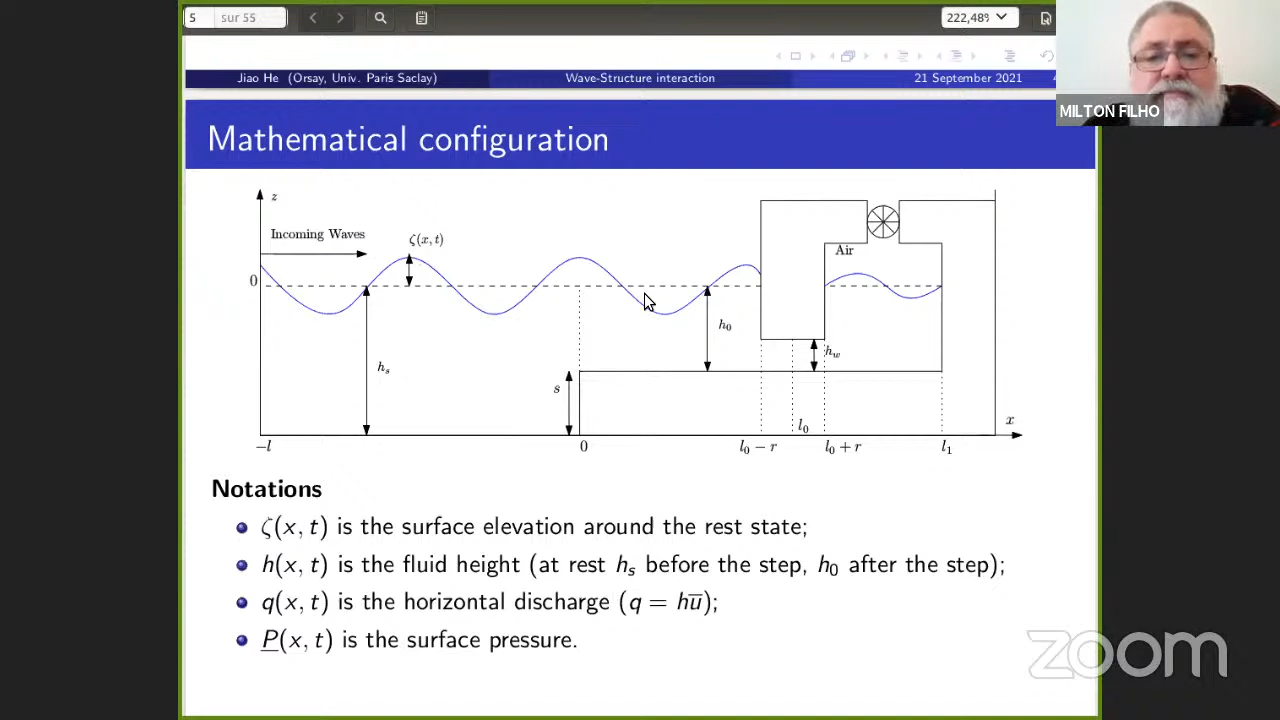 5 sur 55 222,48%
Jiao He (Orsay, Univ. Paris Saclay) Wave-Structure interaction 21 September 2021
MILTON FILHO
Mathematical configuration
z
Incoming Waves
ζ(x, t)
Air
0
h₀
hₛ
h_w
s
l₀
x
−l 0 l₀ − r l₀ + r l₁
Notations
ζ(x, t) is the surface elevation around the rest state;
h(x, t) is the fluid height (at rest hₛ before the step, h₀ after the step);
q(x, t) is the horizontal discharge (q = hu̅);
P̲(x, t) is the surface pressure.
zoom